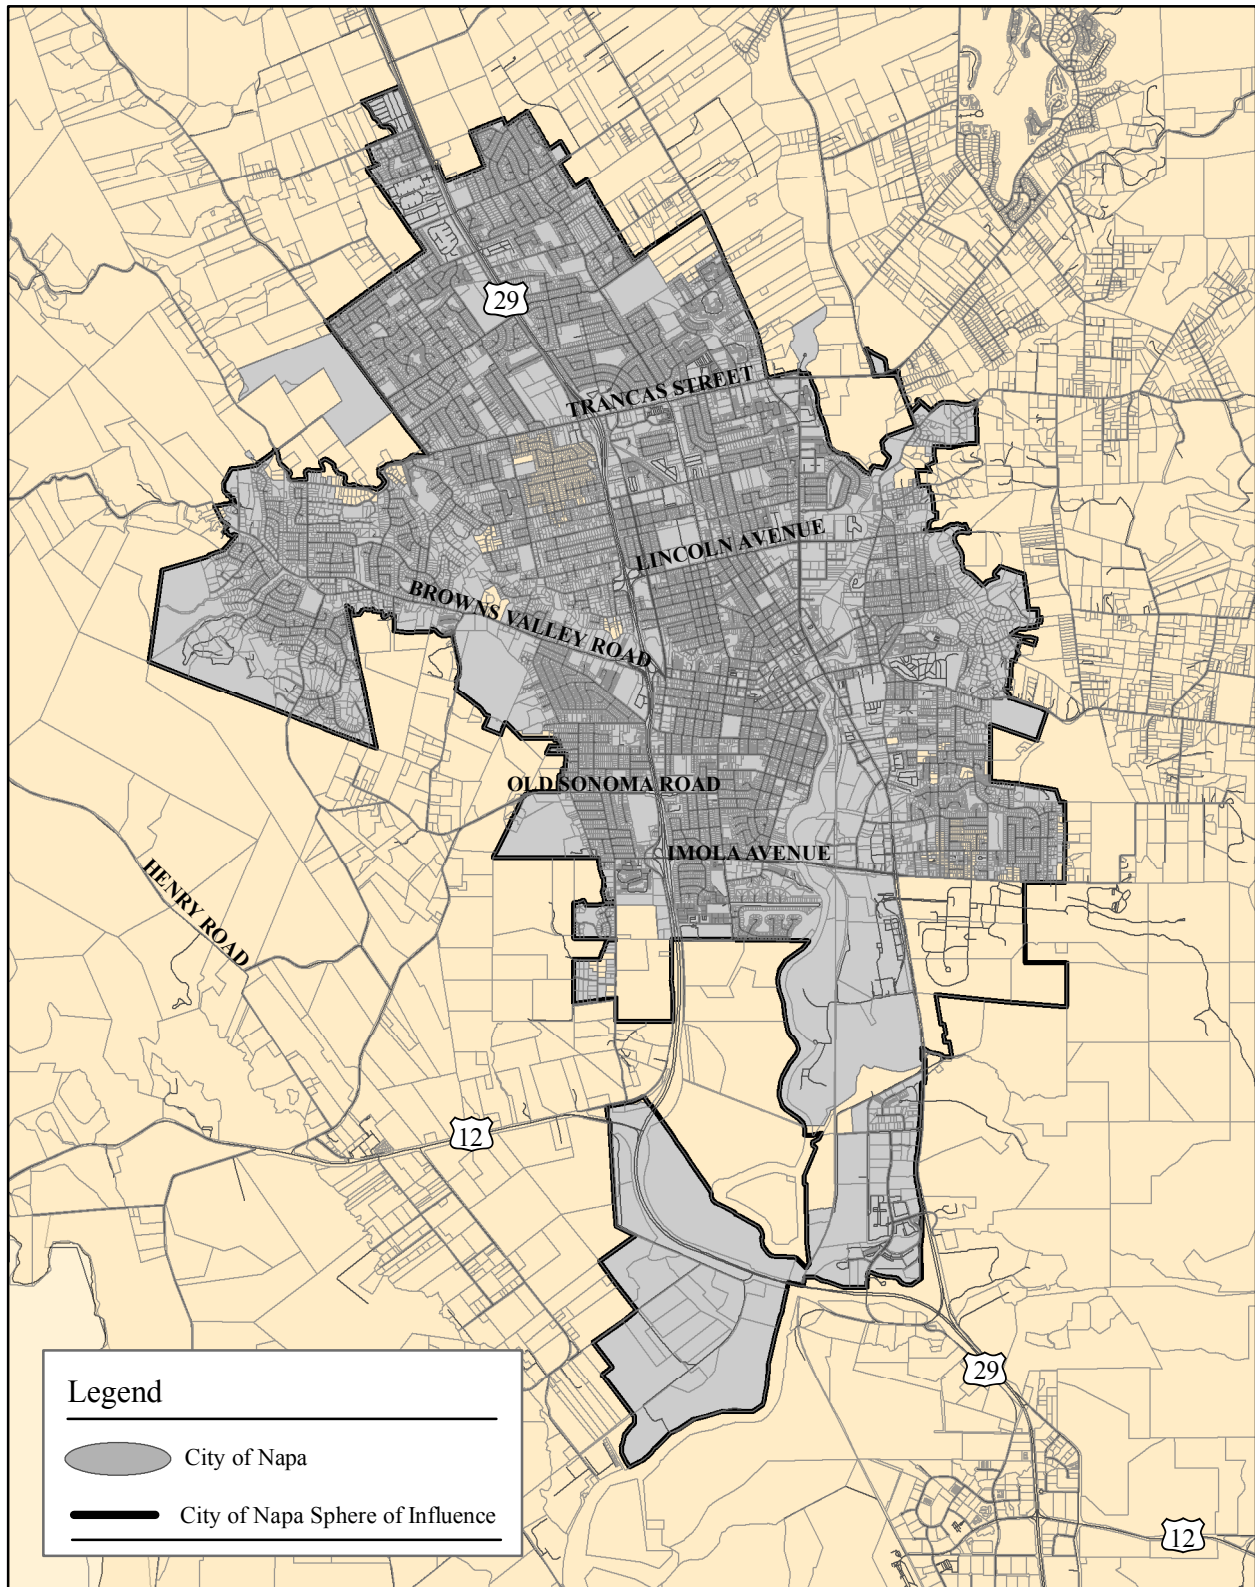 29
TRANCAS STREET
LINCOLN AVENUE
BROWNS VALLEY ROAD
OLD SONOMA ROAD
IMOLA AVENUE
HENRY ROAD
12
29
12
Legend
City of Napa
City of Napa Sphere of Influence